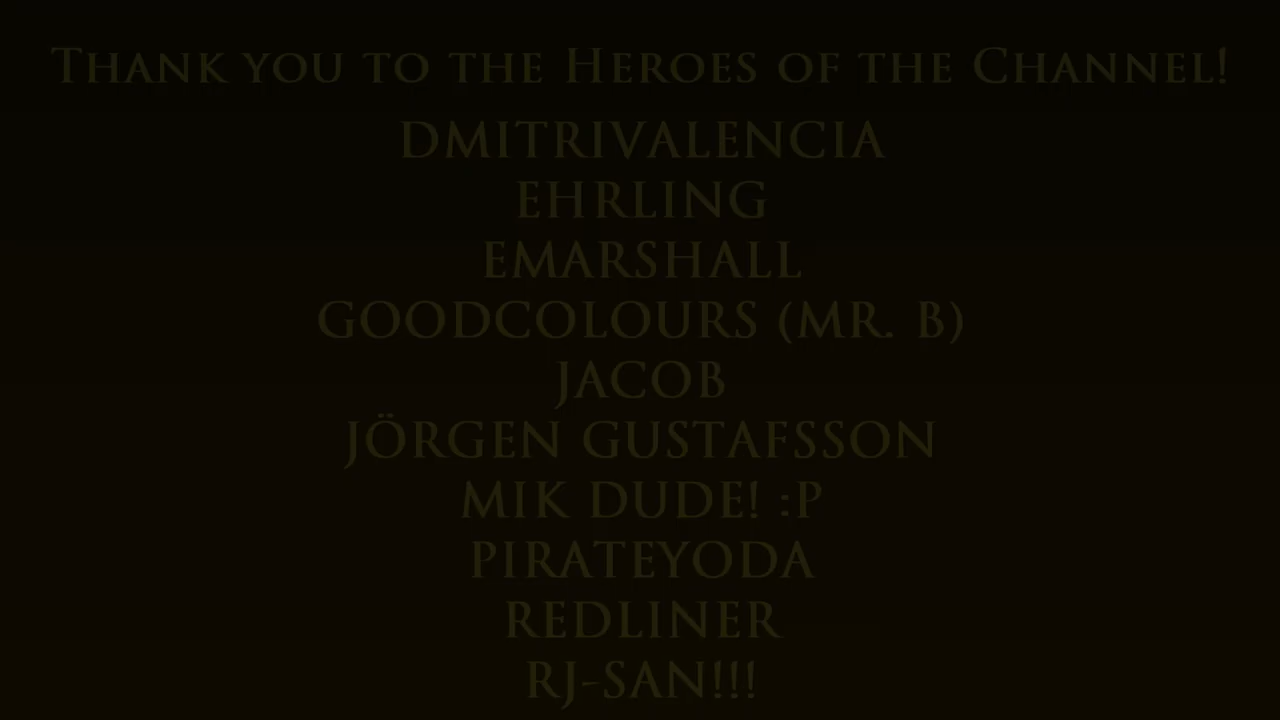 Thank you to the Heroes of the Channel!
DMITRIVALENCIA
EHRLING
EMARSHALL
GOODCOLOURS (MR. B)
JACOB
JÖRGEN GUSTAFSSON
MIK DUDE! :P
PIRATEYODA
REDLINER
RJ-SAN!!!